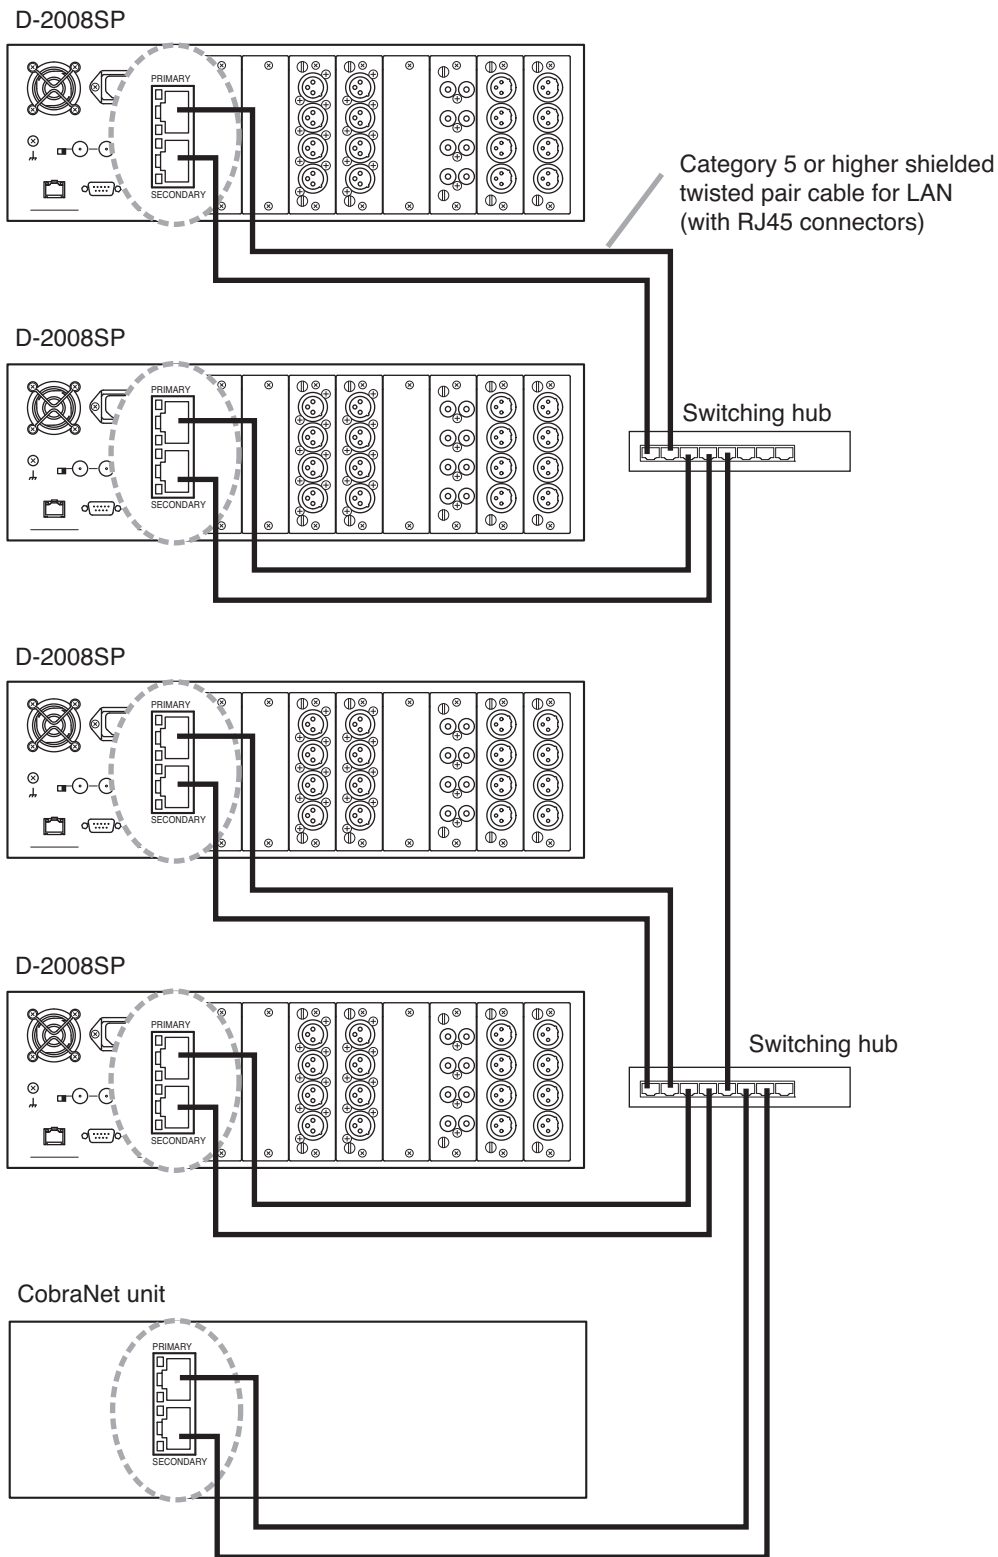 D-2008SP
PRIMARY
SECONDARY
Category 5 or higher shielded
twisted pair cable for LAN
(with RJ45 connectors)
D-2008SP
PRIMARY
SECONDARY
Switching hub
D-2008SP
PRIMARY
SECONDARY
D-2008SP
PRIMARY
SECONDARY
Switching hub
CobraNet unit
PRIMARY
SECONDARY